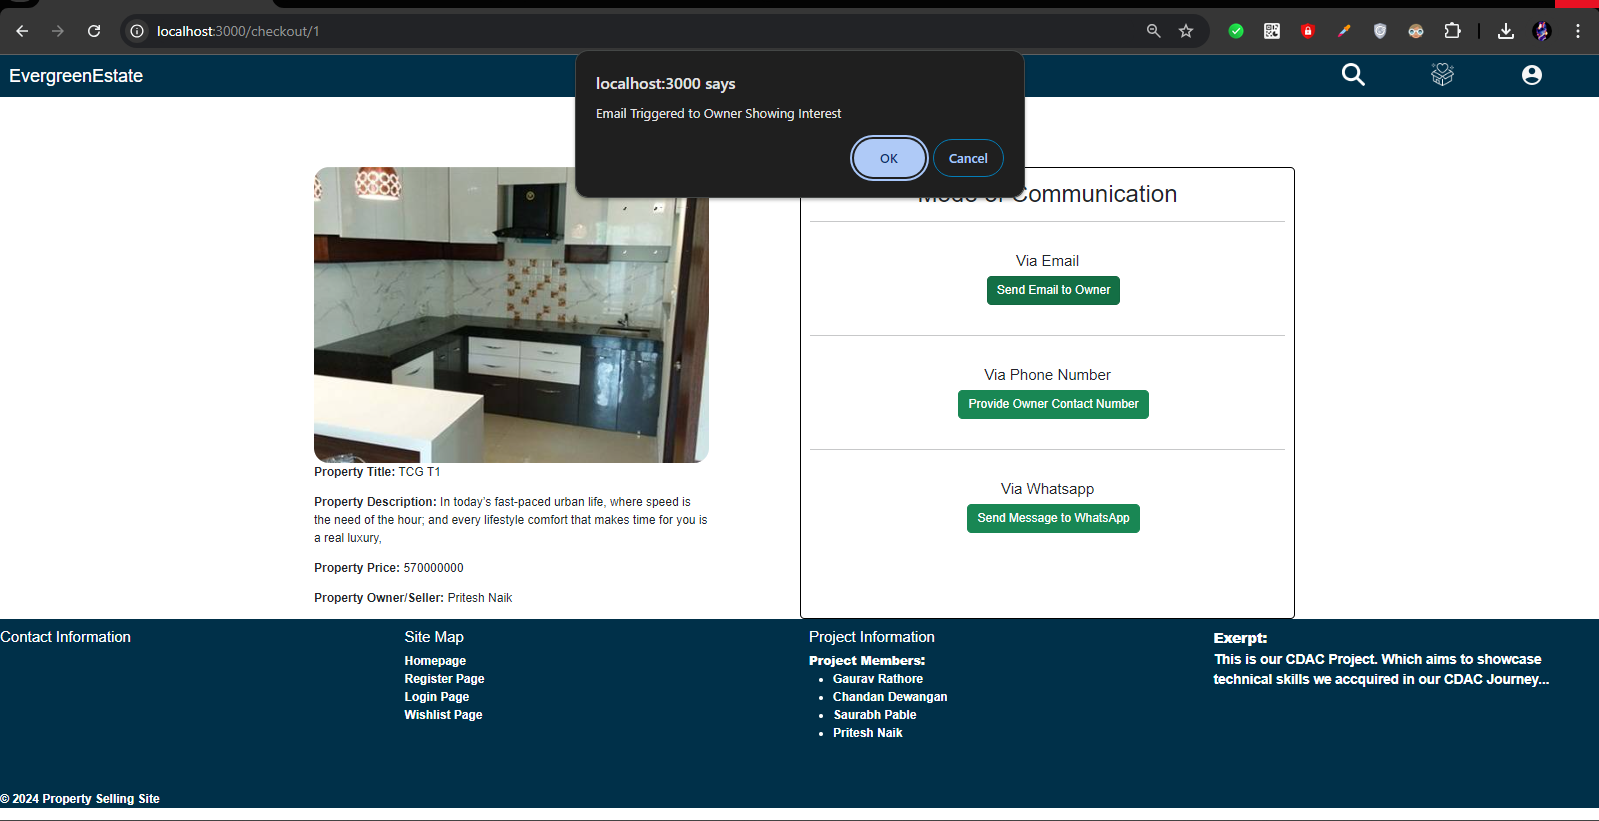 localhost:3000/checkout/1
EvergreenEstate
localhost:3000 says
Email Triggered to Owner Showing Interest
OK
Cancel
Mode of Communication
Via Email
Send Email to Owner
Via Phone Number
Provide Owner Contact Number
Via Whatsapp
Send Message to WhatsApp
Property Title: TCG T1
Property Description: In today's fast-paced urban life, where speed is
the need of the hour; and every lifestyle comfort that makes time for you is
a real luxury,
Property Price: 570000000
Property Owner/Seller: Pritesh Naik
Contact Information
Site Map
Homepage
Register Page
Login Page
Wishlist Page
Project Information
Project Members:
Gaurav Rathore
Chandan Dewangan
Saurabh Pable
Pritesh Naik
Exerpt:
This is our CDAC Project. Which aims to showcase
technical skills we accquired in our CDAC Journey...
© 2024 Property Selling Site